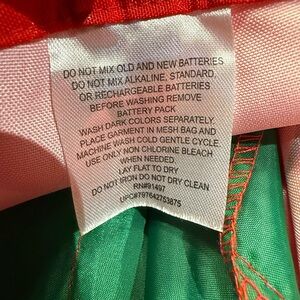 DO NOT MIX OLD AND NEW BATTERIES
DO NOT MIX ALKALINE, STANDARD,
OR RECHARGEABLE BATTERIES
BEFORE WASHING REMOVE
BATTERY PACK
WASH DARK COLORS SEPARATELY.
PLACE GARMENT IN MESH BAG AND
MACHINE WASH COLD GENTLE CYCLE.
USE ONLY NON CHLORINE BLEACH
WHEN NEEDED.
LAY FLAT TO DRY
DO NOT IRON DO NOT DRY CLEAN
RN#91497
UPC#797642753875